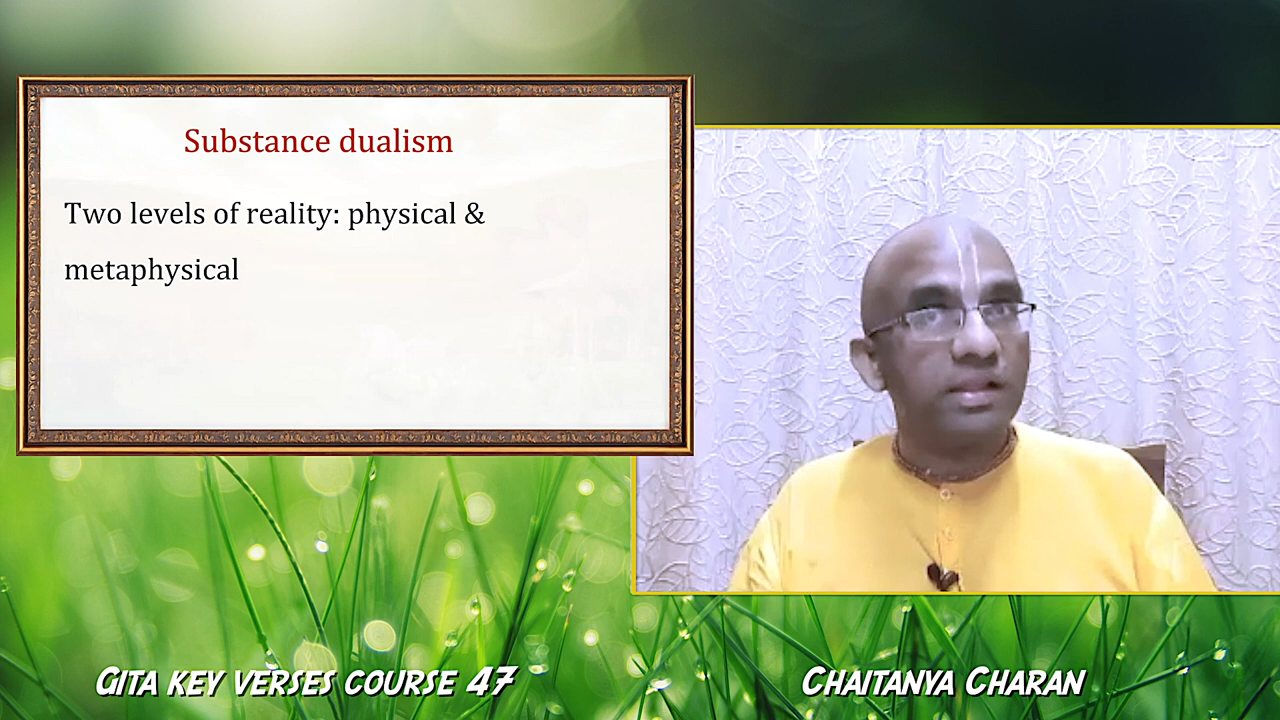 Substance dualism
Two levels of reality: physical &
metaphysical
GITA KEY VERSES COURSE 47
CHAITANYA CHARAN